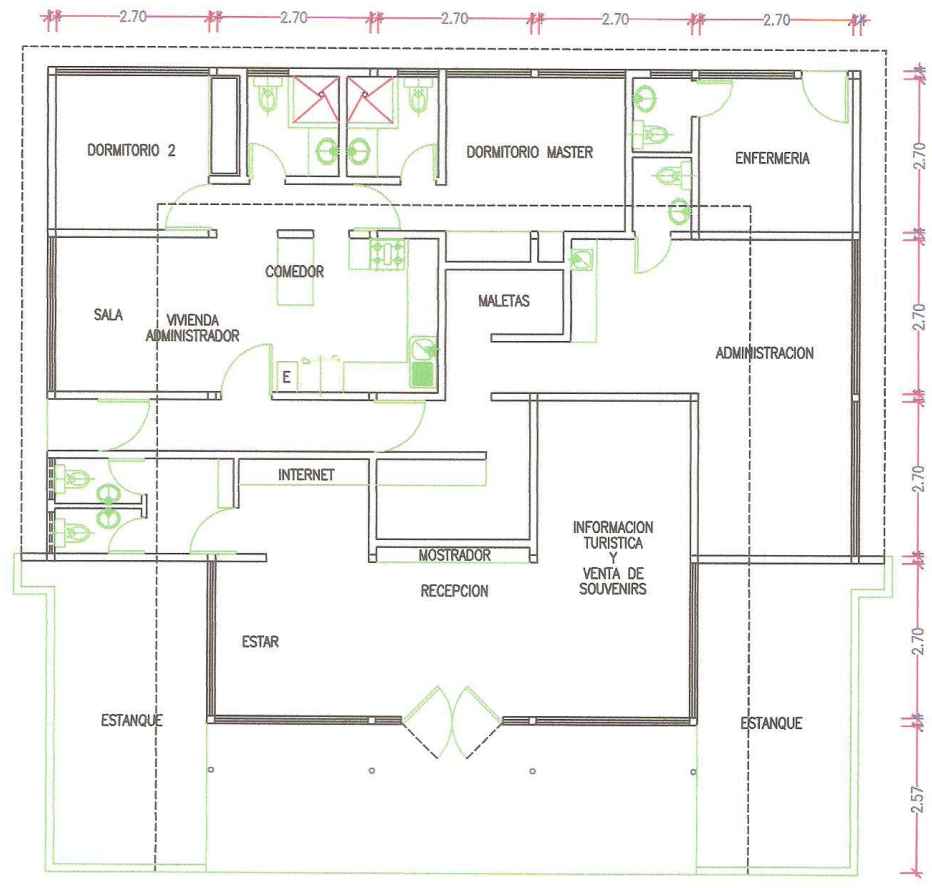 2.70 2.70 2.70 2.70 2.70
DORMITORIO 2
DORMITORIO MASTER
ENFERMERIA
2.70
COMEDOR
SALA
VIVIENDA
ADMINISTRADOR
MALETAS
2.70
ADMINISTRACION
E
INTERNET
2.70
MOSTRADOR
RECEPCION
INFORMACION
TURISTICA
Y
VENTA DE
SOUVENIRS
ESTAR
2.70
ESTANQUE
ESTANQUE
2.57